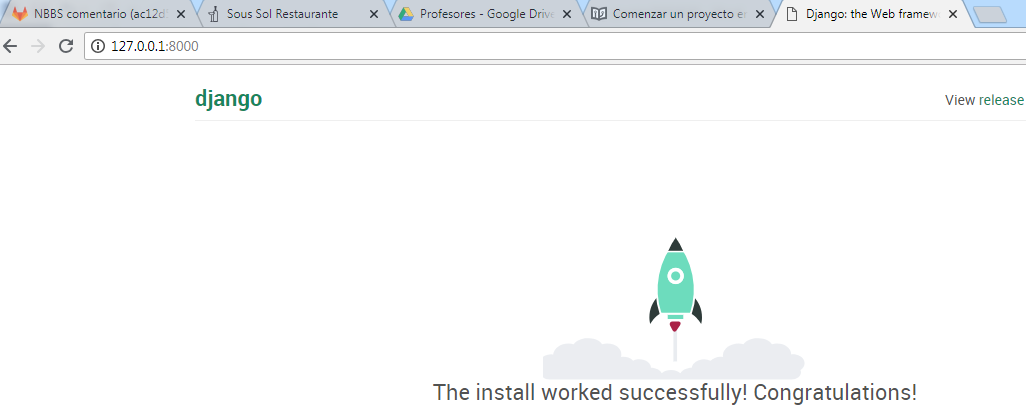 NBBS comentario (ac12d
Sous Sol Restaurante
Profesores - Google Drive
Comenzar un proyecto e
Django: the Web framew
127.0.0.1:8000
django
View release
The install worked successfully! Congratulations!